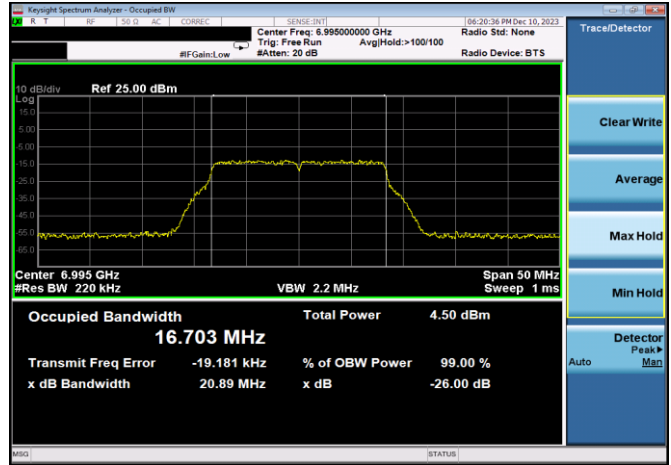 Keysight Spectrum Analyzer - Occupied BW
R T RF 50 Ω AC CORREC SENSE:INT 06:20:36 PM Dec 10, 2023
Center Freq: 6.995000000 GHz Radio Std: None
Trig: Free Run Avg|Hold:>100/100
#IFGain:Low #Atten: 20 dB Radio Device: BTS
Trace/Detector
10 dB/div Ref 25.00 dBm
Log
15.0
5.00
-5.00
-15.0
-25.0
-35.0
-45.0
-55.0
-65.0
Center 6.995 GHz Span 50 MHz
#Res BW 220 kHz VBW 2.2 MHz Sweep 1 ms
Occupied Bandwidth Total Power 4.50 dBm
16.703 MHz
Transmit Freq Error -19.181 kHz % of OBW Power 99.00 %
x dB Bandwidth 20.89 MHz x dB -26.00 dB
Clear Write
Average
Max Hold
Min Hold
Detector
Peak▶
Auto Man
MSG STATUS